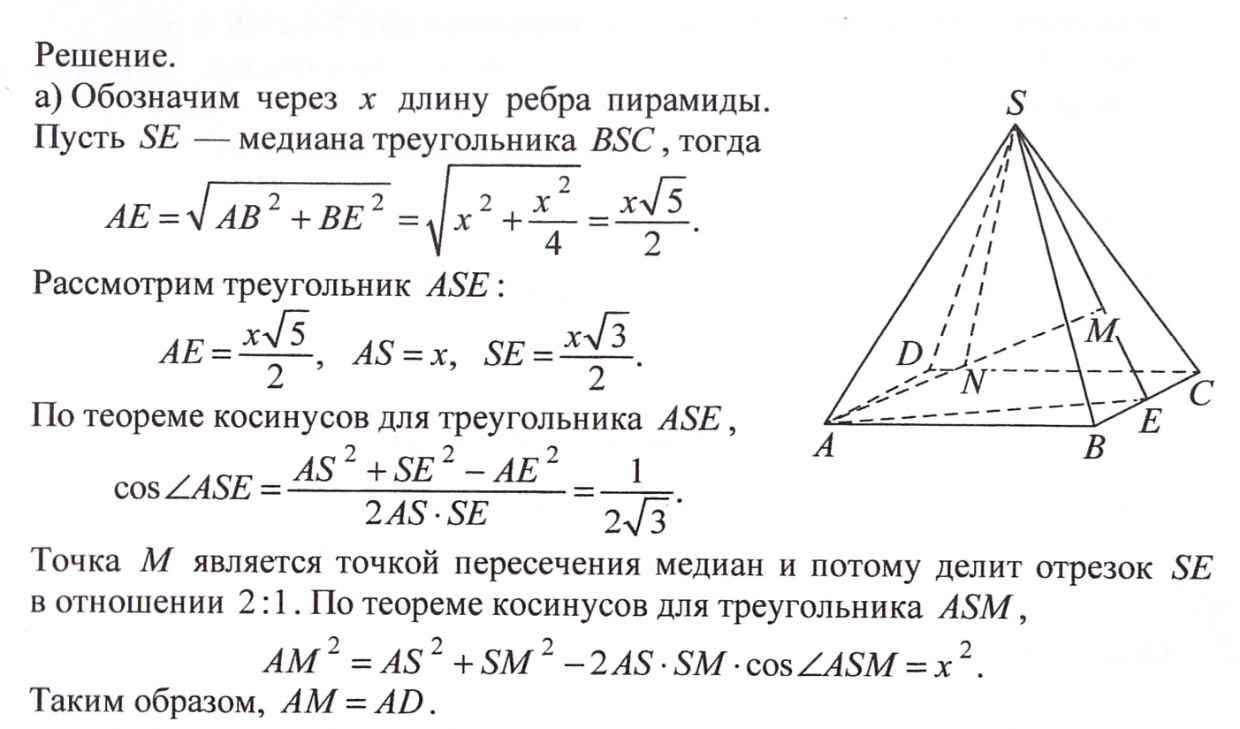 Решение.
а) Обозначим через x длину ребра пирамиды.
Пусть SE — медиана треугольника BSC, тогда
AE = √(AB² + BE²) = √(x² + x²/4) = x√5/2.
Рассмотрим треугольник ASE:
AE = x√5/2, AS = x, SE = x√3/2.
По теореме косинусов для треугольника ASE,
cos∠ASE = (AS² + SE² − AE²)/(2AS·SE) = 1/(2√3).
Точка M является точкой пересечения медиан и потому делит отрезок SE
в отношении 2:1. По теореме косинусов для треугольника ASM,
AM² = AS² + SM² − 2AS·SM·cos∠ASM = x².
Таким образом, AM = AD.
S
M
D
N
C
E
A
B